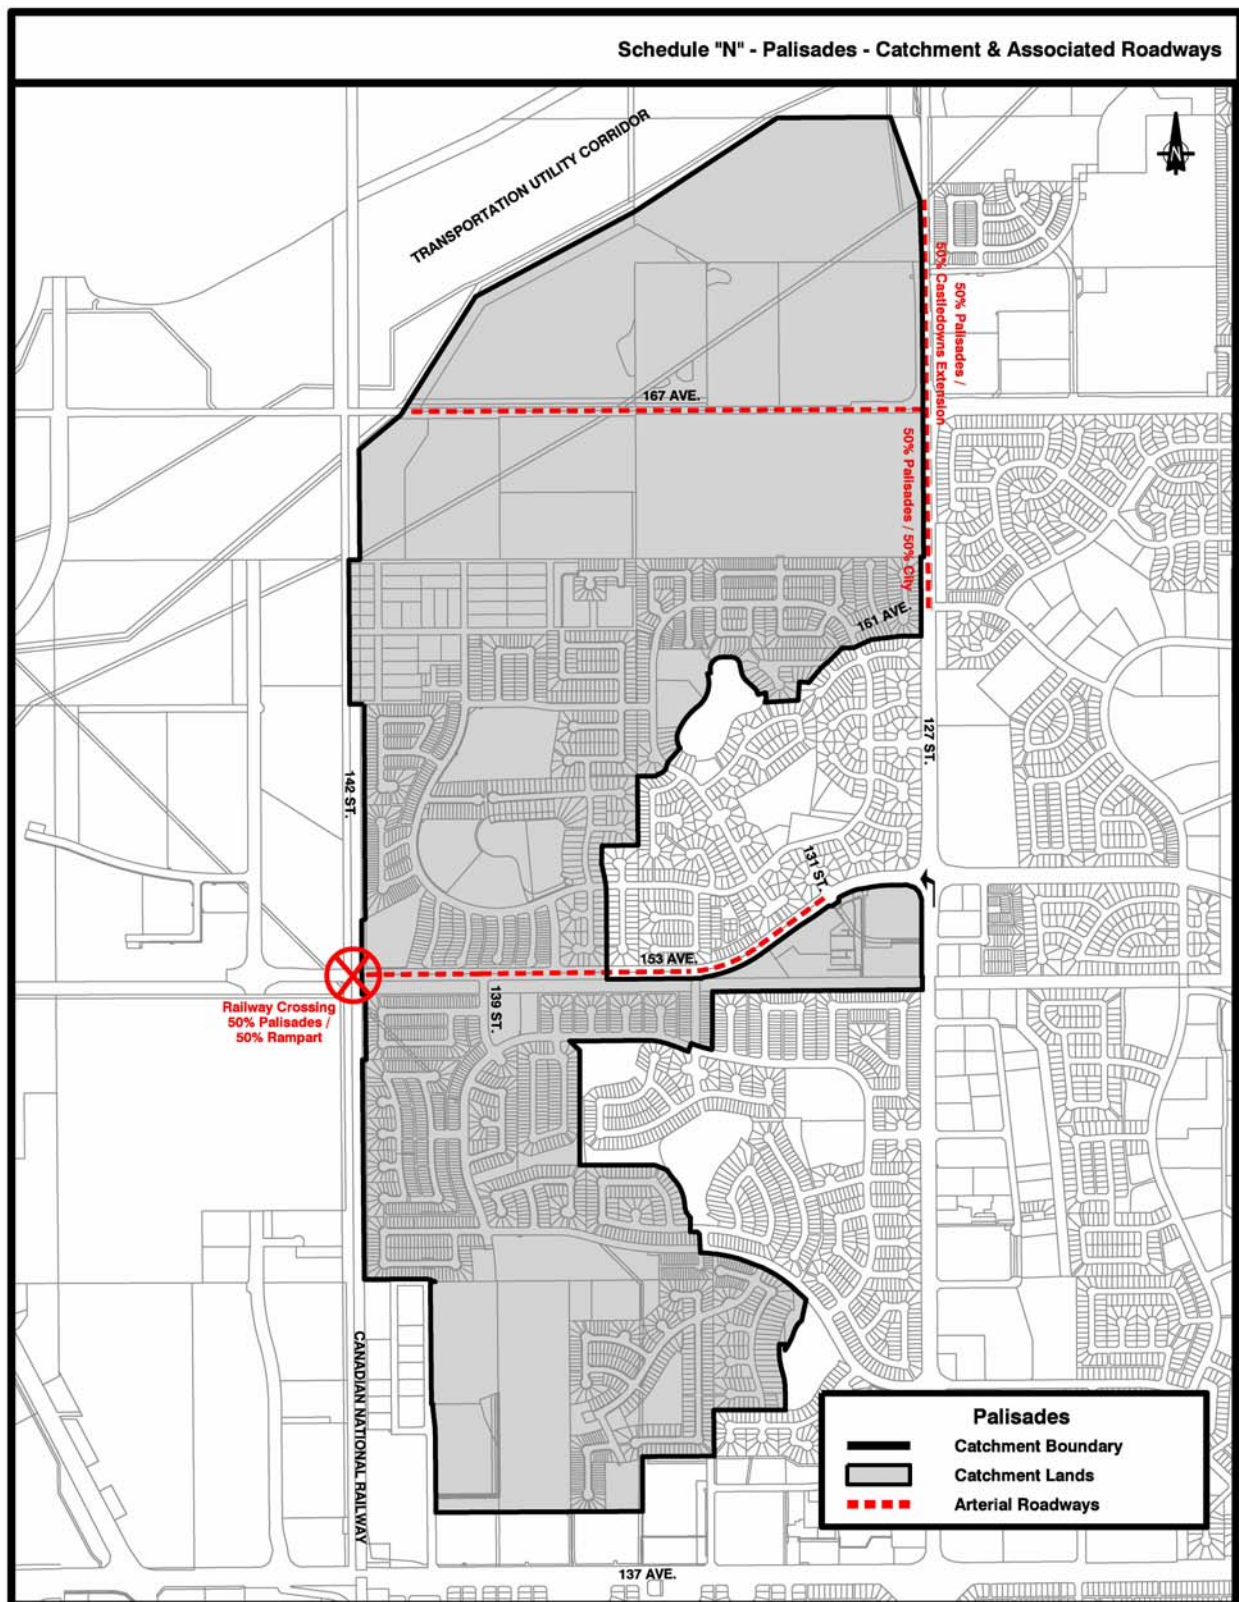 Schedule "N" - Palisades - Catchment & Associated Roadways
TRANSPORTATION UTILITY CORRIDOR
N
50% Palisades /
50% Castledowns Extension
167 AVE.
50% Palisades / 50% City
161 AVE.
127 ST.
142 ST.
131 ST.
153 AVE.
139 ST.
Railway Crossing
50% Palisades /
50% Rampart
CANADIAN NATIONAL RAILWAY
137 AVE.
Palisades
Catchment Boundary
Catchment Lands
Arterial Roadways